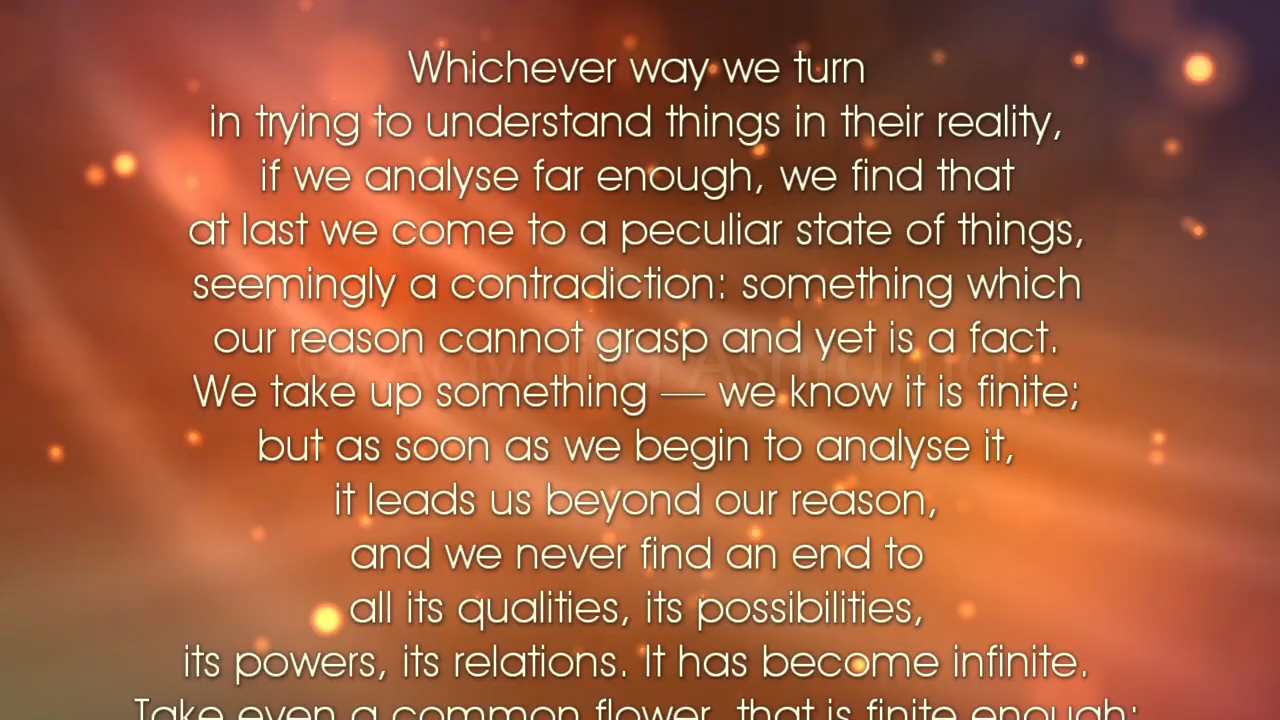 Whichever way we turn
in trying to understand things in their reality,
if we analyse far enough, we find that
at last we come to a peculiar state of things,
seemingly a contradiction: something which
our reason cannot grasp and yet is a fact.
We take up something — we know it is finite;
but as soon as we begin to analyse it,
it leads us beyond our reason,
and we never find an end to
all its qualities, its possibilities,
its powers, its relations. It has become infinite.
Take even a common flower, that is finite enough;